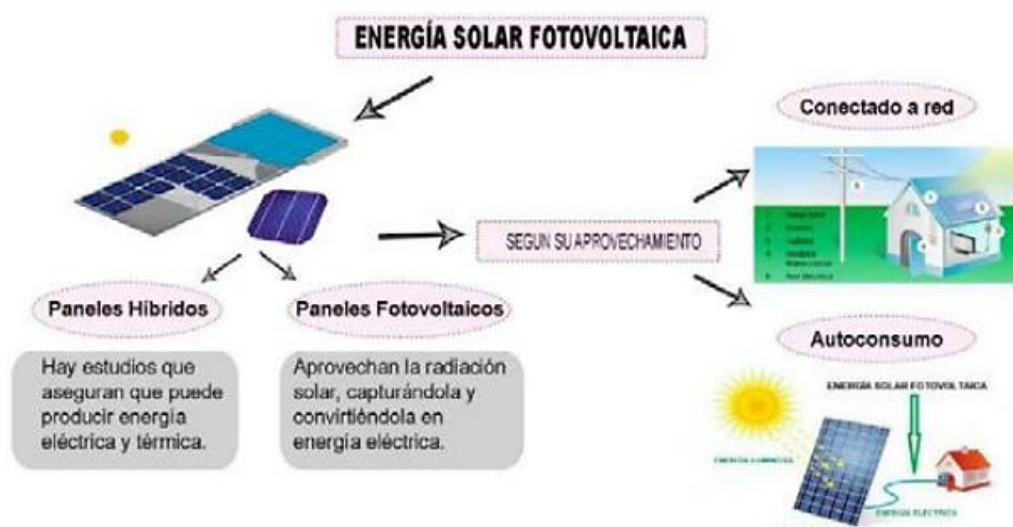 ENERGÍA SOLAR FOTOVOLTAICA
Conectado a red
SEGUN SU APROVECHAMIENTO
Paneles Híbridos
Hay estudios que
aseguran que puede
producir energía
eléctrica y térmica.
Paneles Fotovoltaicos
Aprovechan la radiación
solar, capturándola y
convirtiéndola en
energía eléctrica.
Autoconsumo
ENERGÍA SOLAR FOTOVOLTAICA
ENERGÍA LUMINOSA
ENERGÍA ELÉCTRICA